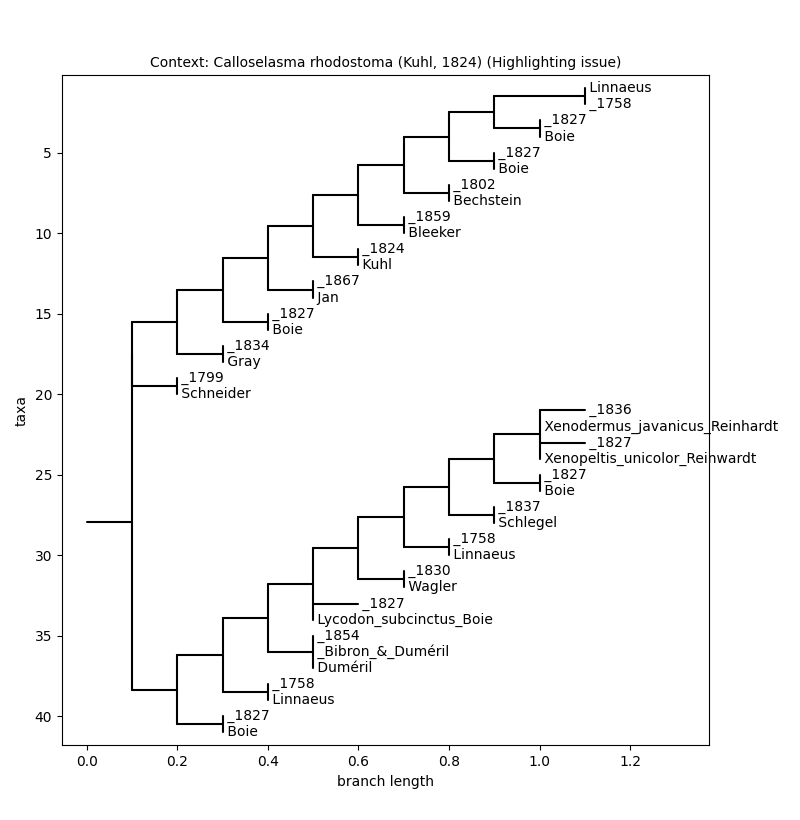 Context: Calloselasma rhodostoma (Kuhl, 1824) (Highlighting issue)
Linnaeus
_1758
_1827
Boie
_1827
Boie
_1802
Bechstein
_1859
Bleeker
_1824
Kuhl
_1867
Jan
_1827
Boie
_1834
Gray
_1799
Schneider
_1836
Xenodermus_javanicus_Reinhardt
_1827
Xenopeltis_unicolor_Reinwardt
_1827
Boie
_1837
Schlegel
_1758
Linnaeus
_1830
Wagler
_1827
Lycodon_subcinctus_Boie
_1854
_Bibron_&_Duméril
Duméril
_1758
Linnaeus
_1827
Boie
5
10
15
20
25
30
35
40
taxa
0.0 0.2 0.4 0.6 0.8 1.0 1.2
branch length